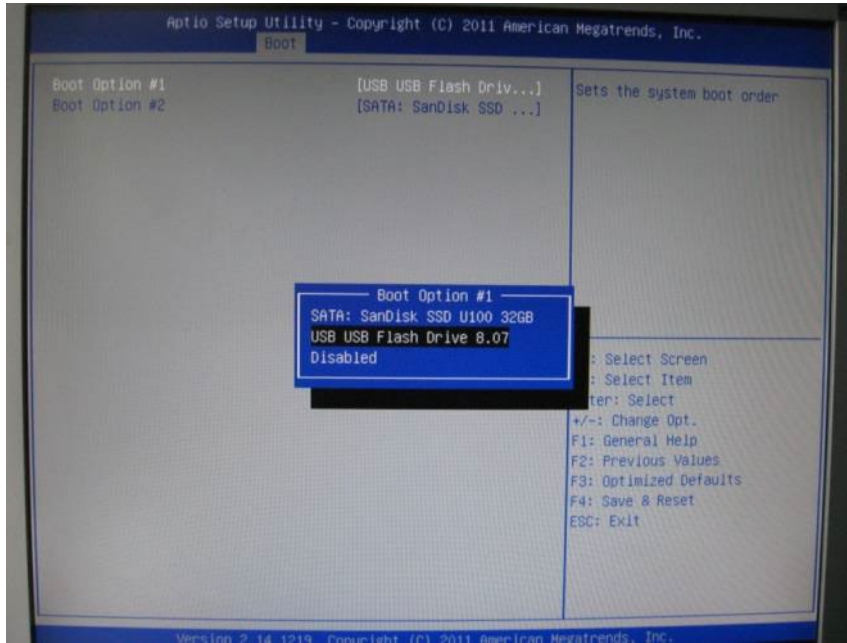 Aptio Setup Utility - Copyright (C) 2011 American Megatrends, Inc.
Boot
Boot Option #1 [USB USB Flash Driv...]
Boot Option #2 [SATA: SanDisk SSD ...]
Sets the system boot order
Boot Option #1
SATA: SanDisk SSD U100 32GB
USB USB Flash Drive 8.07
Disabled
: Select Screen
: Select Item
ter: Select
+/-: Change Opt.
F1: General Help
F2: Previous Values
F3: Optimized Defaults
F4: Save & Reset
ESC: Exit
Version 2.14.1219. Copyright (C) 2011 American Megatrends, Inc.